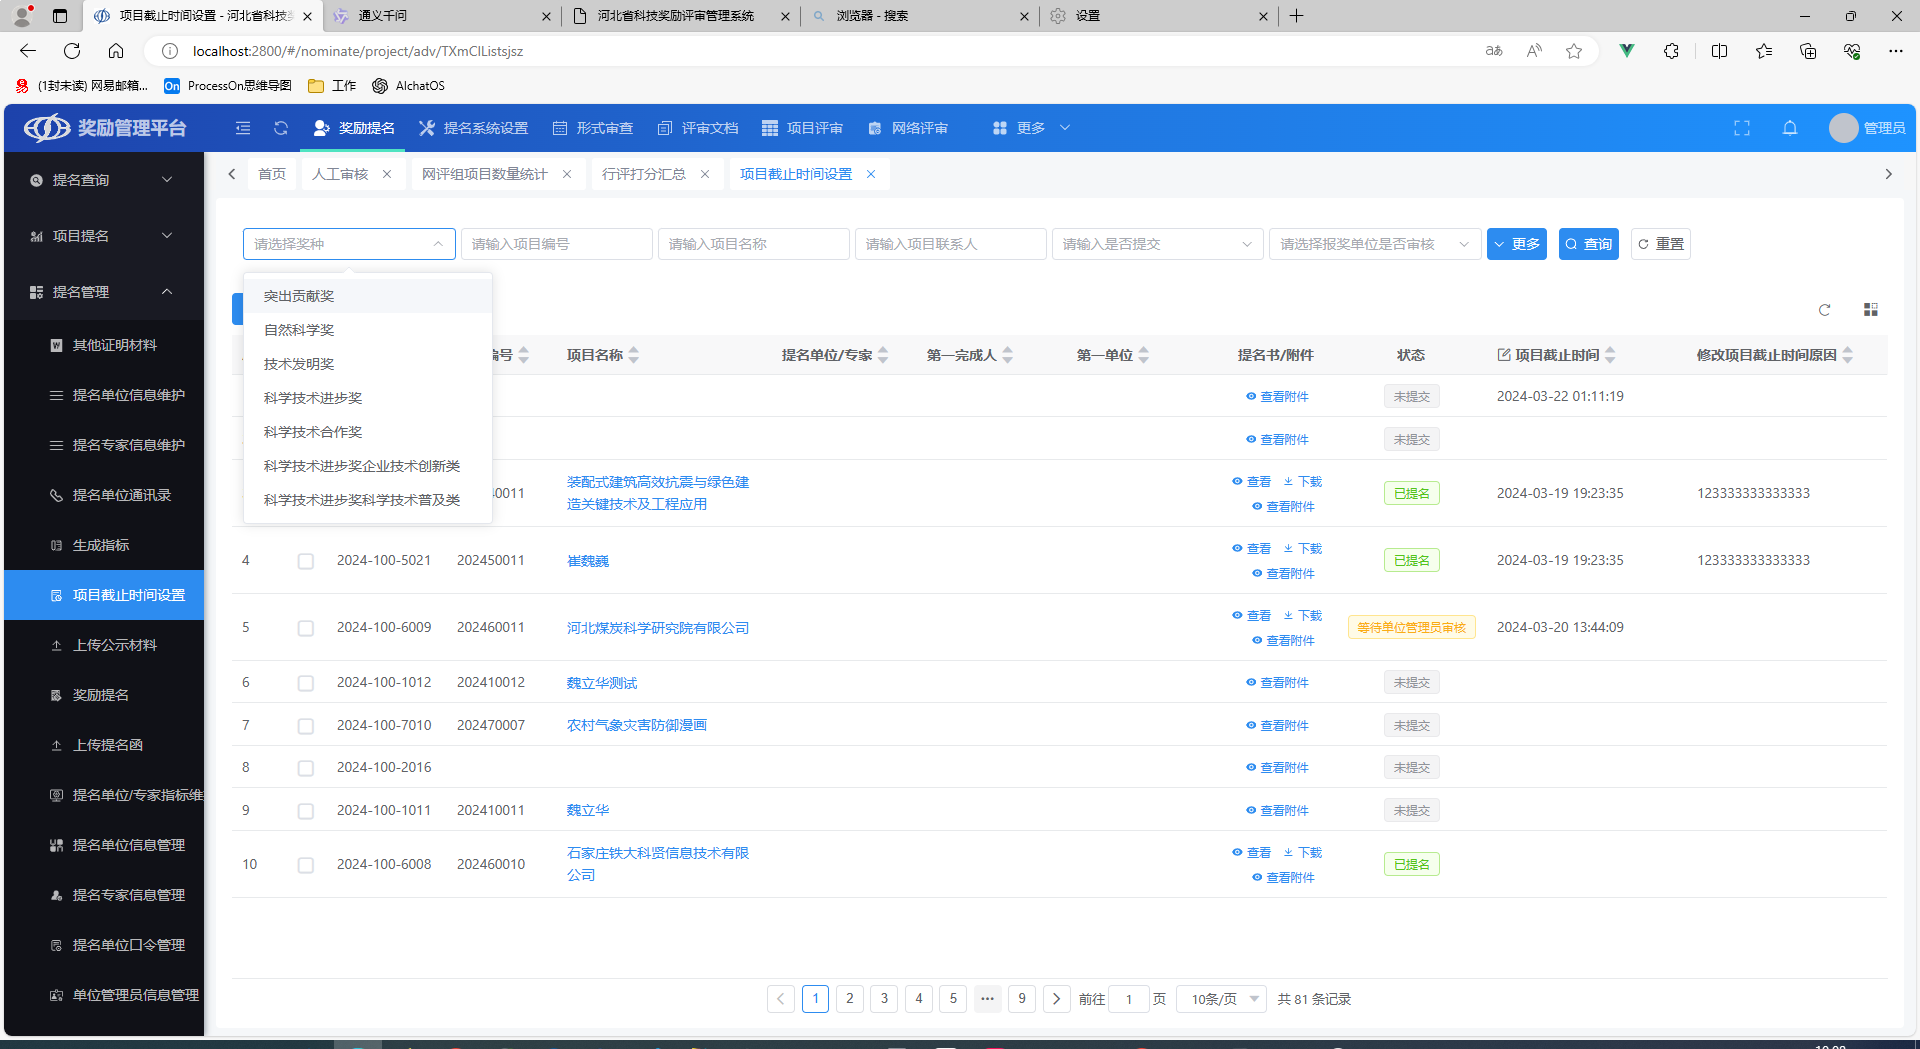 项目截止时间设置 - 河北省科技奖
通义千问
河北省科技奖励评审管理系统
浏览器 - 搜索
设置
localhost:2800/#/nominate/project/adv/TXmCIListsjsz
(1封未读) 网易邮箱...
On ProcessOn思维导图
工作
AIchatOS
奖励管理平台
奖励提名
提名系统设置
形式审查
评审文档
项目评审
网络评审
更多
管理员
提名查询
项目提名
提名管理
其他证明材料
提名单位信息维护
提名专家信息维护
提名单位通讯录
生成指标
项目截止时间设置
上传公示材料
奖励提名
上传提名函
提名单位/专家指标维
提名单位信息管理
提名专家信息管理
提名单位口令管理
单位管理员信息管理
首页
人工审核
网评组项目数量统计
行评打分汇总
项目截止时间设置
请选择奖种
请输入项目编号
请输入项目名称
请输入项目联系人
请输入是否提交
请选择报奖单位是否审核
更多
查询
重置
突出贡献奖
自然科学奖
技术发明奖
科学技术进步奖
科学技术合作奖
科学技术进步奖企业技术创新类
科学技术进步奖科学技术普及类
编号 项目名称 提名单位/专家 第一完成人 第一单位 提名书/附件 状态 项目截止时间 修改项目截止时间原因
查看附件 未提交 2024-03-22 01:11:19
查看附件 未提交
40011 装配式建筑高效抗震与绿色建造关键技术及工程应用 查看 下载 查看附件 已提名 2024-03-19 19:23:35 123333333333333
4 2024-100-5021 202450011 崔魏巍 查看 下载 查看附件 已提名 2024-03-19 19:23:35 123333333333333
5 2024-100-6009 202460011 河北煤炭科学研究院有限公司 查看 下载 查看附件 等待单位管理员审核 2024-03-20 13:44:09
6 2024-100-1012 202410012 魏立华测试 查看附件 未提交
7 2024-100-7010 202470007 农村气象灾害防御漫画 查看附件 未提交
8 2024-100-2016 查看附件 未提交
9 2024-100-1011 202410011 魏立华 查看附件 未提交
10 2024-100-6008 202460010 石家庄铁大科贤信息技术有限公司 查看 下载 查看附件 已提名
1 2 3 4 5 ••• 9 前往 1 页 10条/页 共 81 条记录